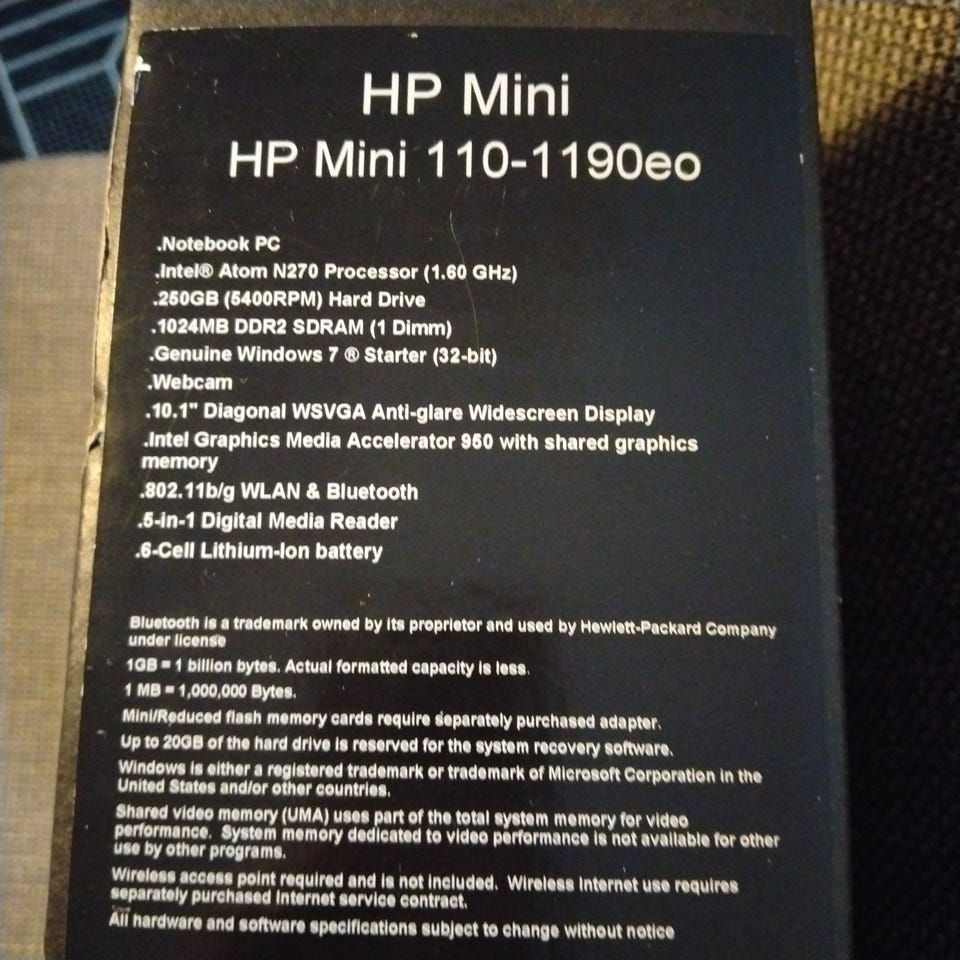 HP Mini
HP Mini 110-1190eo
.Notebook PC
.Intel® Atom N270 Processor (1.60 GHz)
.250GB (5400RPM) Hard Drive
.1024MB DDR2 SDRAM (1 Dimm)
.Genuine Windows 7 ® Starter (32-bit)
.Webcam
.10.1" Diagonal WSVGA Anti-glare Widescreen Display
.Intel Graphics Media Accelerator 950 with shared graphics
memory
.802.11b/g WLAN & Bluetooth
.5-in-1 Digital Media Reader
.6-Cell Lithium-Ion battery
Bluetooth is a trademark owned by its proprietor and used by Hewlett-Packard Company
under license
1GB = 1 billion bytes. Actual formatted capacity is less.
1 MB = 1,000,000 Bytes.
Mini/Reduced flash memory cards require separately purchased adapter.
Up to 20GB of the hard drive is reserved for the system recovery software.
Windows is either a registered trademark or trademark of Microsoft Corporation in the
United States and/or other countries.
Shared video memory (UMA) uses part of the total system memory for video
performance. System memory dedicated to video performance is not available for other
use by other programs.
Wireless access point required and is not included. Wireless Internet use requires
separately purchased Internet service contract.
All hardware and software specifications subject to change without notice